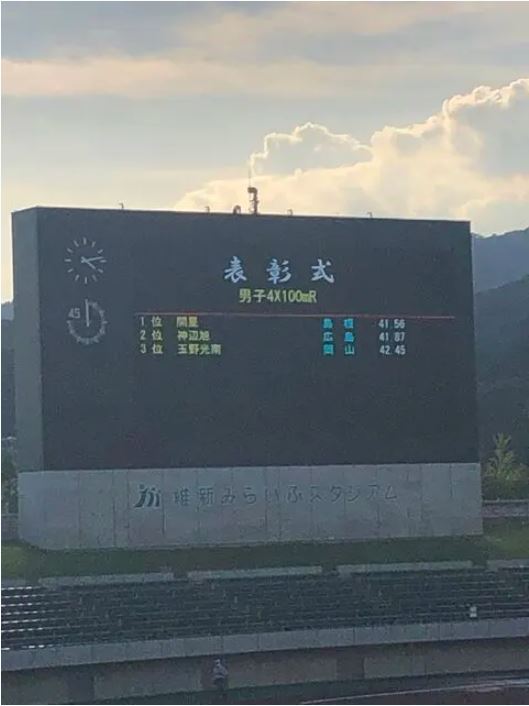 表彰式
男子4X100mR
1位 開星 島根 41 56
2位 神辺旭 広島 41 87
3位 玉野光南 岡山 42 45
45
維新みらいふスタジアム